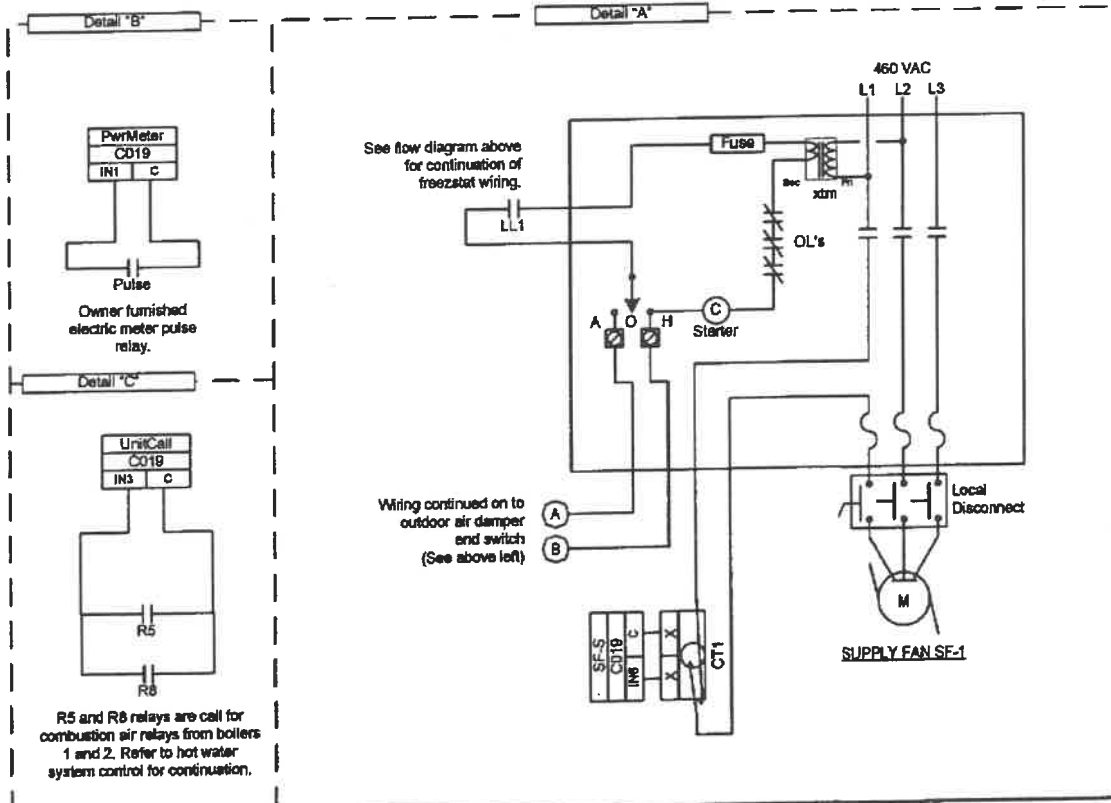 Detail "B"
PwrMeter
C019
IN1 C
Pulse
Owner furnished
electric meter pulse
relay.
Detail "C"
UnitCall
C019
IN3 C
R5
R8
R5 and R8 relays are call for
combustion air relays from boilers
1 and 2. Refer to hot water
system control for continuation.
Detail "A"
460 VAC
L1 L2 L3
See flow diagram above
for continuation of
freezstat wiring.
Fuse
Sec
Pri
xtrn
LL1
OL's
A O H
C
Starter
Wiring continued on to
outdoor air damper
end switch
(See above left)
A
B
Local
Disconnect
M
SUPPLY FAN SF-1
SF-S
C019
IN6 C
X X
CT1